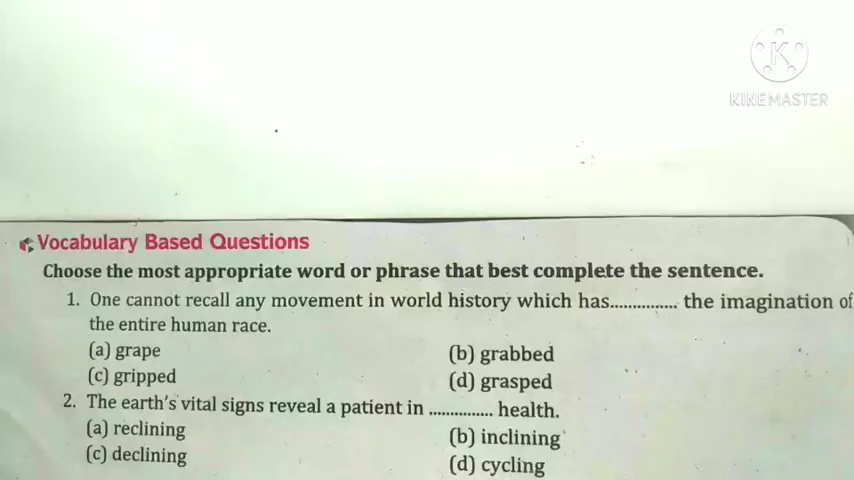 K
KINEMASTER
Vocabulary Based Questions
Choose the most appropriate word or phrase that best complete the sentence.
1. One cannot recall any movement in world history which has............... the imagination of
the entire human race.
(a) grape (b) grabbed
(c) gripped (d) grasped
2. The earth's vital signs reveal a patient in ............... health.
(a) reclining (b) inclining
(c) declining (d) cycling